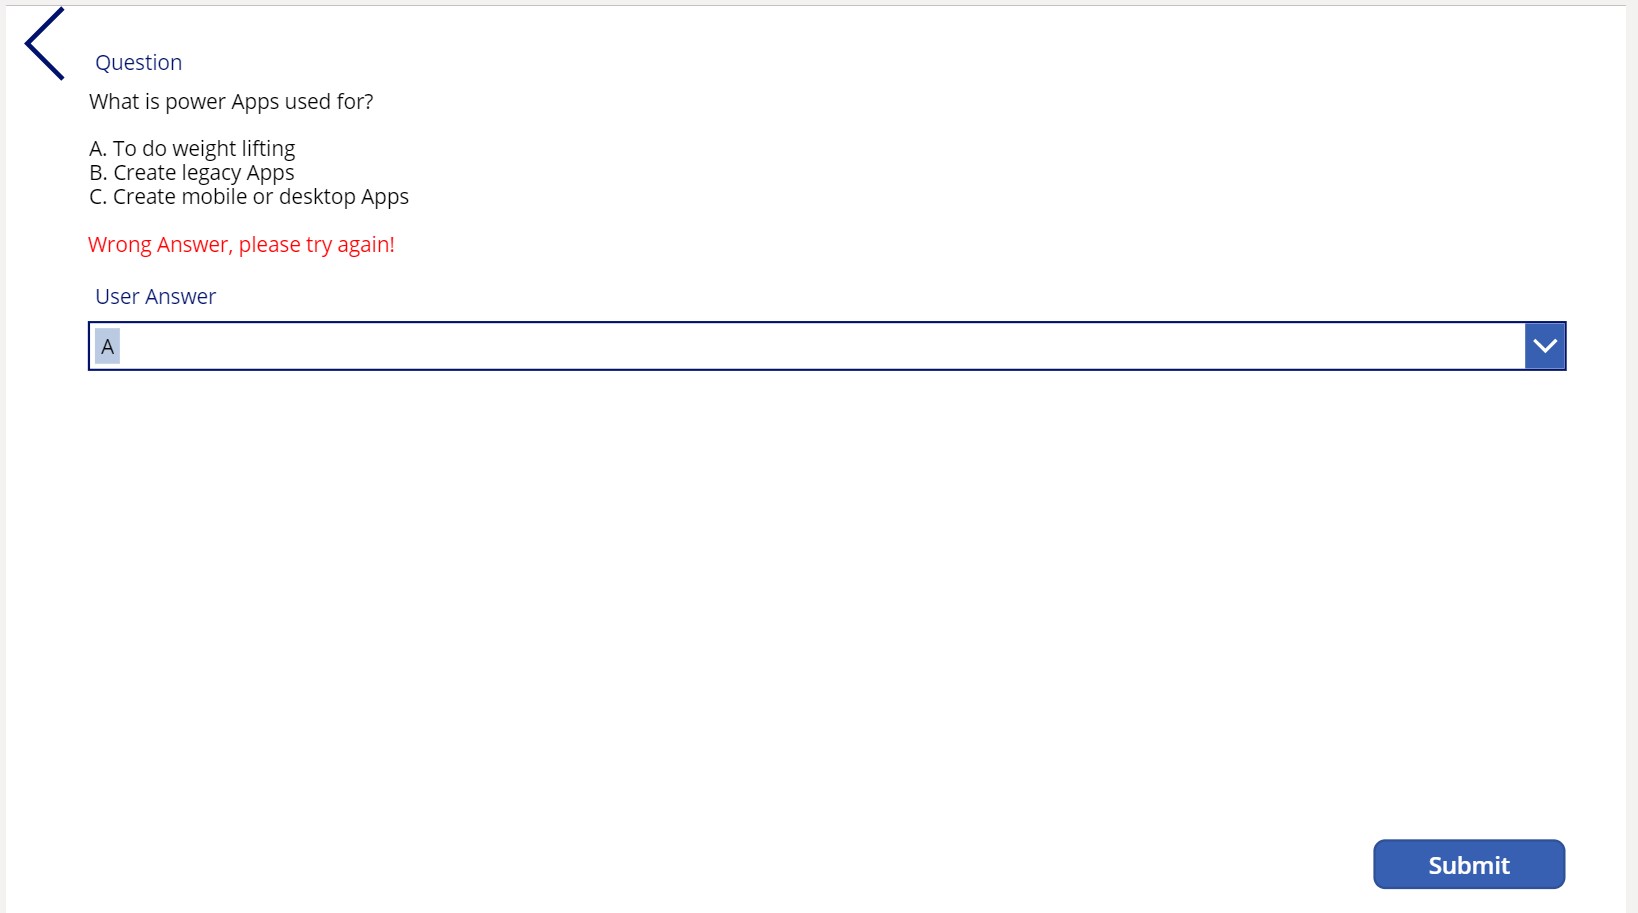 Question
What is power Apps used for?
A. To do weight lifting
B. Create legacy Apps
C. Create mobile or desktop Apps
Wrong Answer, please try again!
User Answer
A
Submit